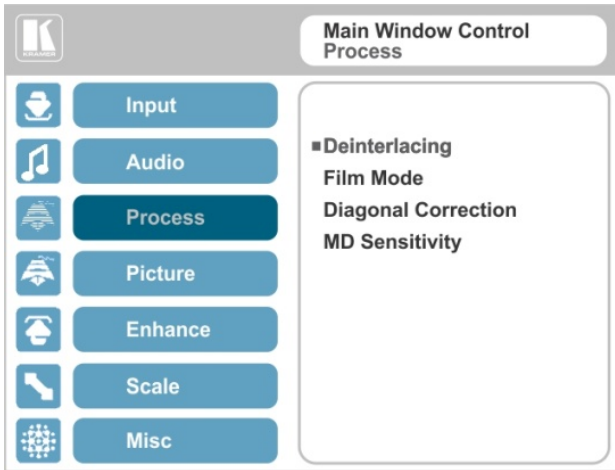 KRAMER
Main Window Control
Process
Input
Audio
Process
Picture
Enhance
Scale
Misc
Deinterlacing
Film Mode
Diagonal Correction
MD Sensitivity